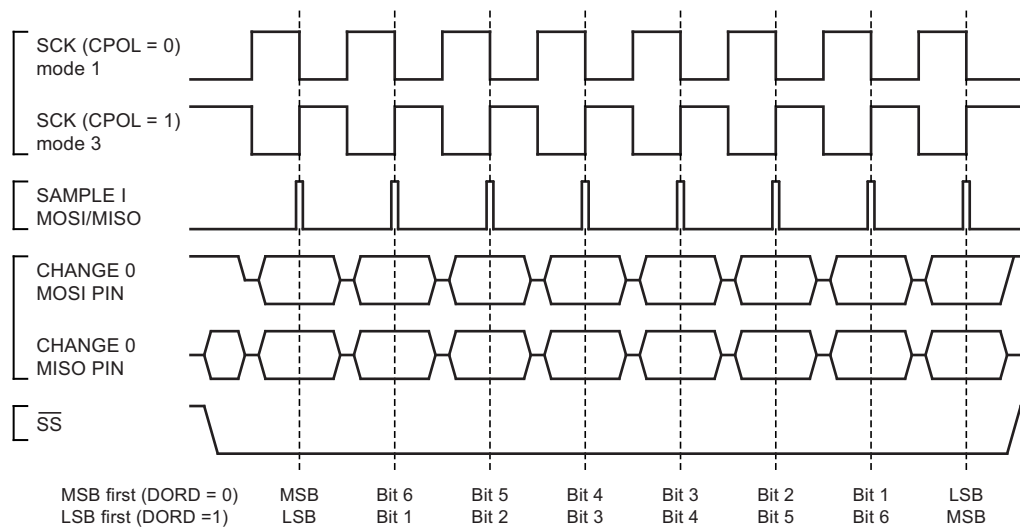 SCK (CPOL = 0)
mode 1
SCK (CPOL = 1)
mode 3
SAMPLE I
MOSI/MISO
CHANGE 0
MOSI PIN
CHANGE 0
MISO PIN
SS
MSB first (DORD = 0) MSB Bit 6 Bit 5 Bit 4 Bit 3 Bit 2 Bit 1 LSB
LSB first (DORD =1) LSB Bit 1 Bit 2 Bit 3 Bit 4 Bit 5 Bit 6 MSB